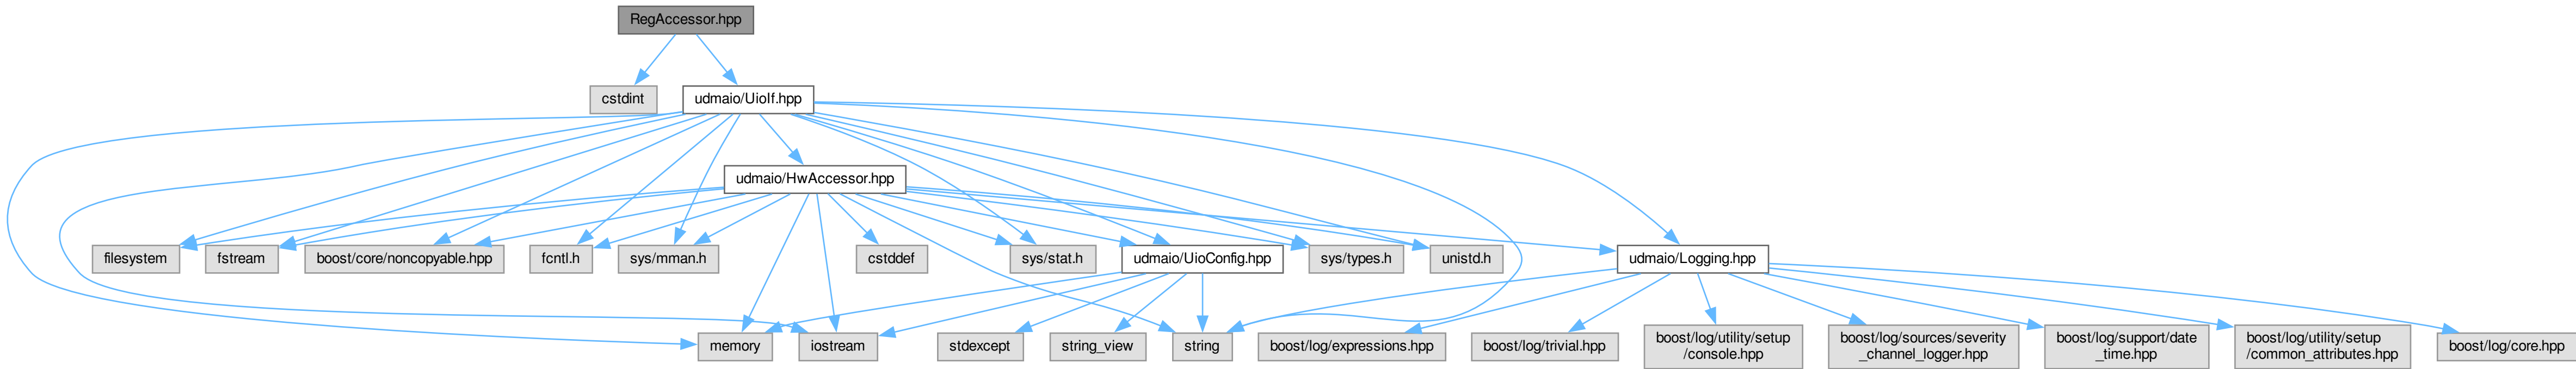 RegAccessor.hpp
cstdint
udmaio/UioIf.hpp
udmaio/HwAccessor.hpp
filesystem
fstream
boost/core/noncopyable.hpp
fcntl.h
sys/mman.h
cstddef
sys/stat.h
udmaio/UioConfig.hpp
sys/types.h
unistd.h
udmaio/Logging.hpp
memory
iostream
stdexcept
string_view
string
boost/log/expressions.hpp
boost/log/trivial.hpp
boost/log/utility/setup
/console.hpp
boost/log/sources/severity
_channel_logger.hpp
boost/log/support/date
_time.hpp
boost/log/utility/setup
/common_attributes.hpp
boost/log/core.hpp